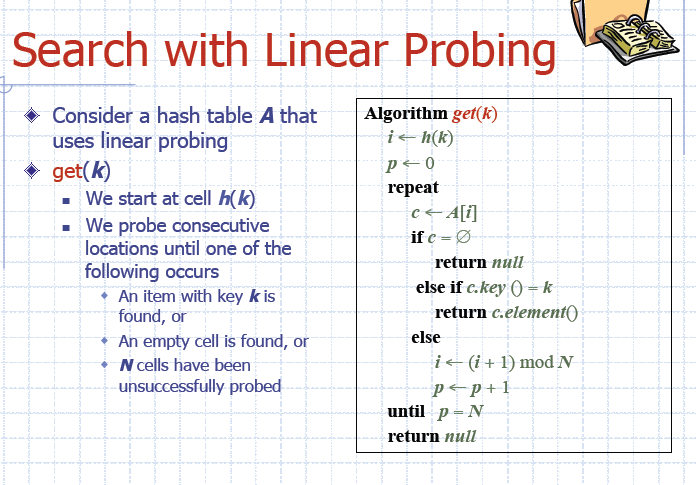 Search with Linear Probing
Consider a hash table A that
uses linear probing
get(k)
We start at cell h(k)
We probe consecutive
locations until one of the
following occurs
An item with key k is
found, or
An empty cell is found, or
N cells have been
unsuccessfully probed
Algorithm get(k)
i ← h(k)
p ← 0
repeat
c ← A[i]
if c = ∅
return null
else if c.key () = k
return c.element()
else
i ← (i + 1) mod N
p ← p + 1
until p = N
return null